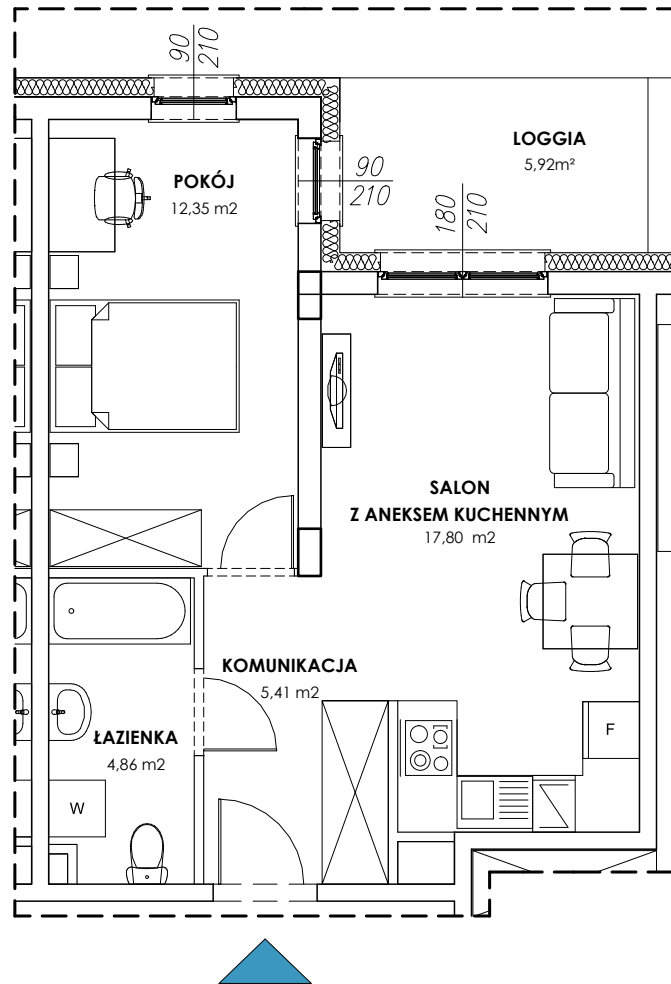 90
210
LOGGIA
5,92m²
POKÓJ
12,35 m2
90
210
180
210
SALON
Z ANEKSEM KUCHENNYM
17,80 m2
KOMUNIKACJA
5,41 m2
F
ŁAZIENKA
4,86 m2
W